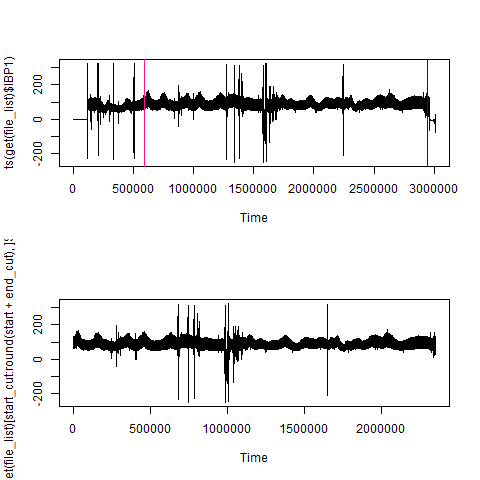 ts(get(file_list)$IBP1)
200
0
-200
0 500000 1000000 1500000 2000000 2500000 3000000
Time
et(file_list)[start_cut:round(start + end_cut), ]$
200
0
-200
0 500000 1000000 1500000 2000000
Time